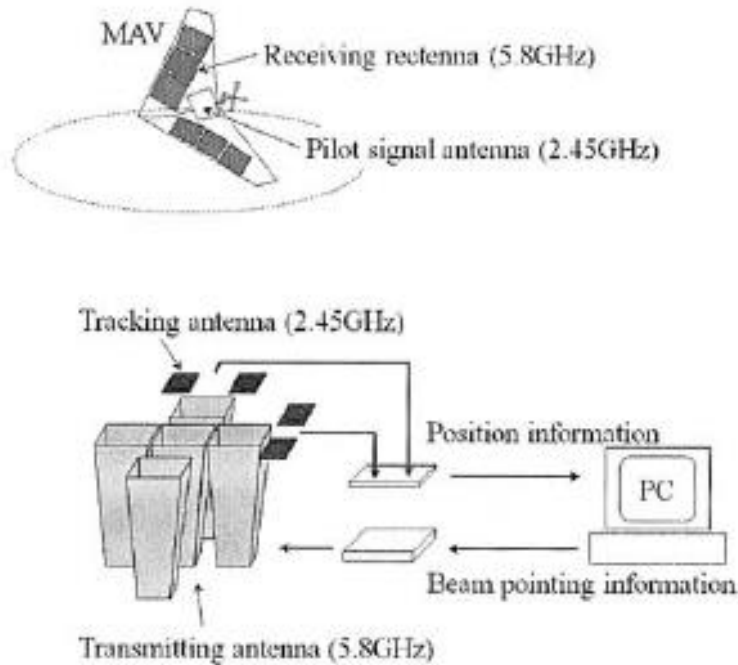 MAV
Receiving rectenna (5.8GHz)
Pilot signal antenna (2.45GHz)
Tracking antenna (2.45GHz)
Position information
PC
Beam pointing information
Transmitting antenna (5.8GHz)